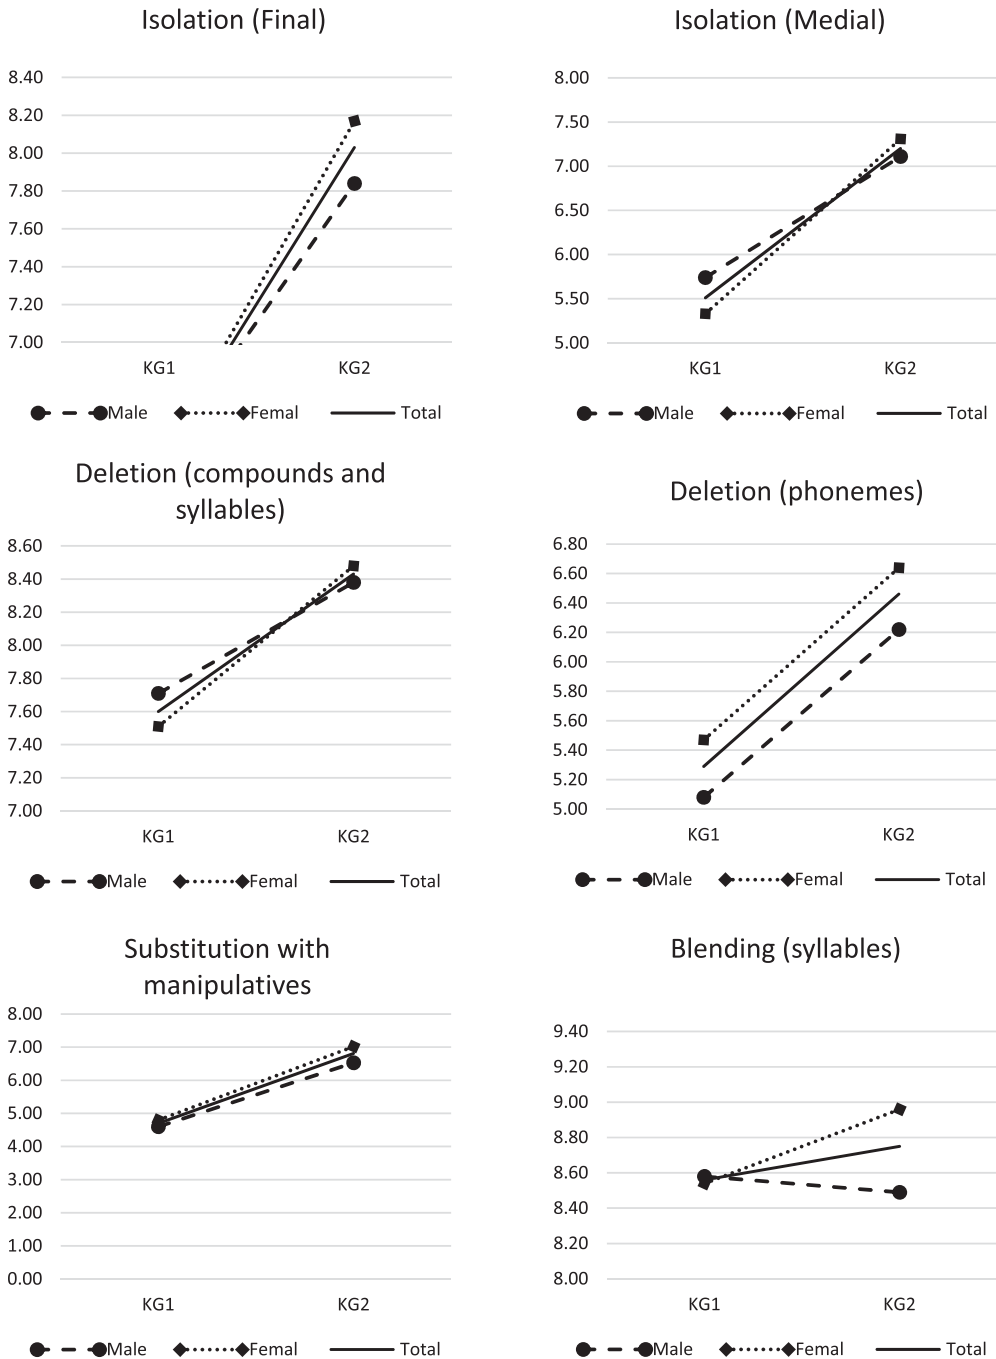 Isolation (Final)
8.40
8.20
8.00
7.80
7.60
7.40
7.20
7.00
KG1 KG2
Male Femal Total
Isolation (Medial)
8.00
7.50
7.00
6.50
6.00
5.50
5.00
KG1 KG2
Male Femal Total
Deletion (compounds and
syllables)
8.60
8.40
8.20
8.00
7.80
7.60
7.40
7.20
7.00
KG1 KG2
Male Femal Total
Deletion (phonemes)
6.80
6.60
6.40
6.20
6.00
5.80
5.60
5.40
5.20
5.00
KG1 KG2
Male Femal Total
Substitution with
manipulatives
8.00
7.00
6.00
5.00
4.00
3.00
2.00
1.00
0.00
KG1 KG2
Male Femal Total
Blending (syllables)
9.40
9.20
9.00
8.80
8.60
8.40
8.20
8.00
KG1 KG2
Male Femal Total